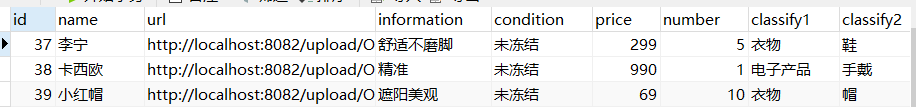 id name url information condition price number classify1 classify2
37 李宁 http://localhost:8082/upload/O 舒适不磨脚 未冻结 299 5 衣物 鞋
38 卡西欧 http://localhost:8082/upload/O 精准 未冻结 990 1 电子产品 手戴
39 小红帽 http://localhost:8082/upload/O 遮阳美观 未冻结 69 10 衣物 帽